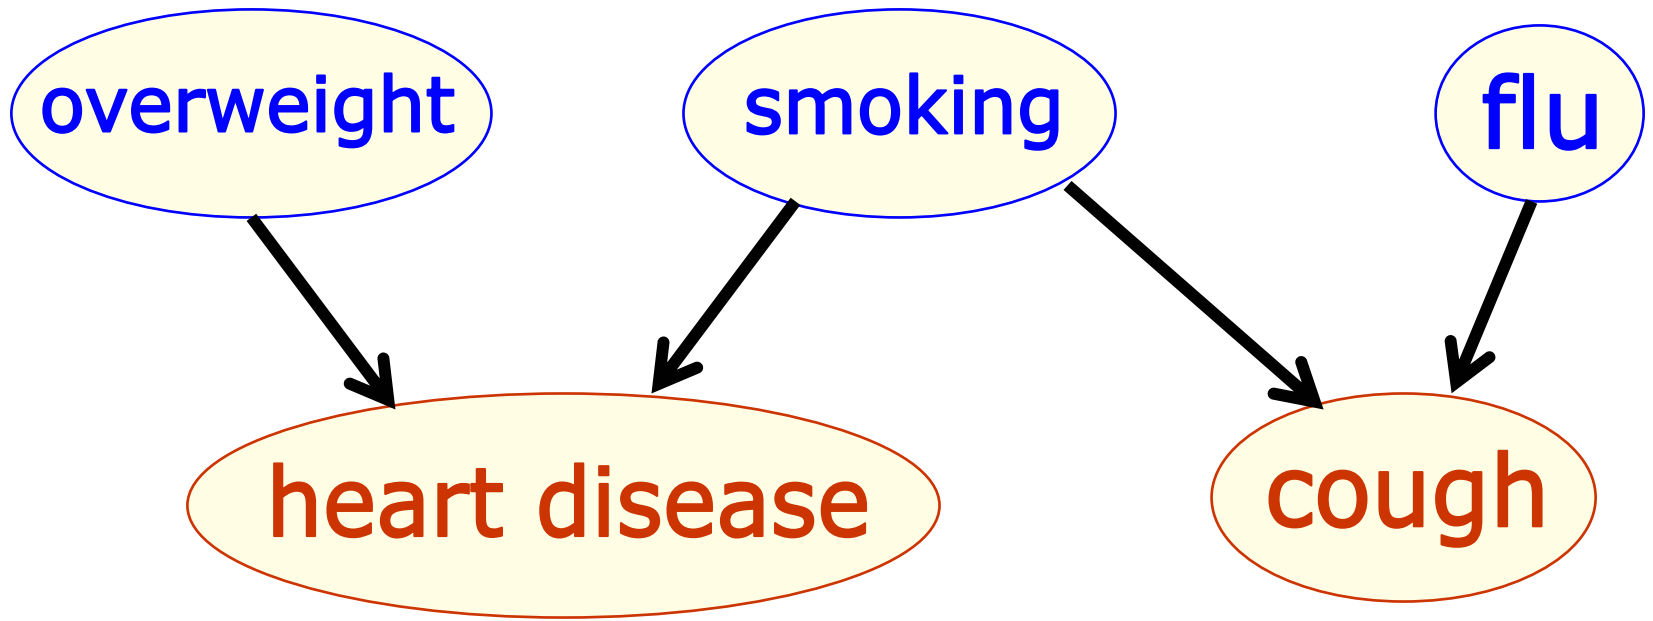 overweight
smoking
flu
heart disease
cough